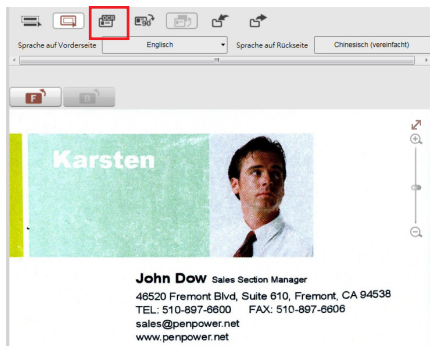 90°
Sprache auf Vorderseite Englisch Sprache auf Rückseite Chinesisch (vereinfacht)
F B
Karsten
John Dow Sales Section Manager
46520 Fremont Blvd, Suite 610, Fremont, CA 94538
TEL: 510-897-6600 FAX: 510-897-6606
sales@penpower.net
www.penpower.net